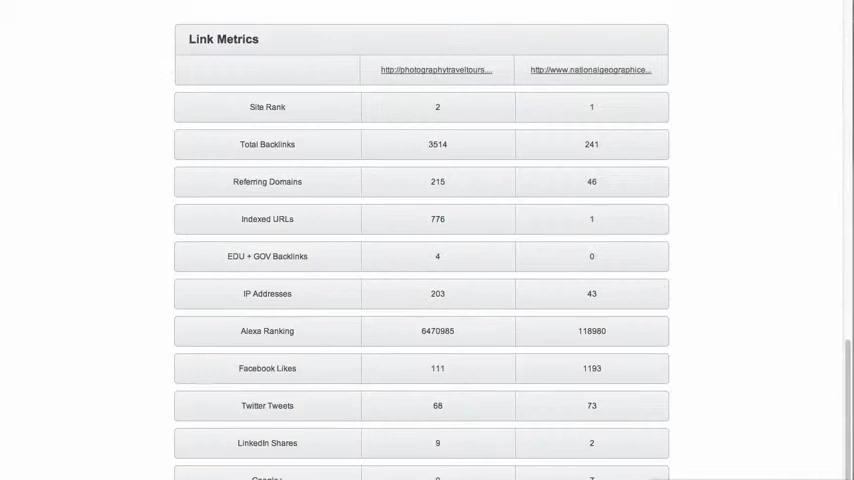 Link Metrics
http://photographytraveltours.... http://www.nationalgeographice...
Site Rank 2 1
Total Backlinks 3514 241
Referring Domains 215 46
Indexed URLs 776 1
EDU + GOV Backlinks 4 0
IP Addresses 203 43
Alexa Ranking 6470985 118980
Facebook Likes 111 1193
Twitter Tweets 68 73
LinkedIn Shares 9 2